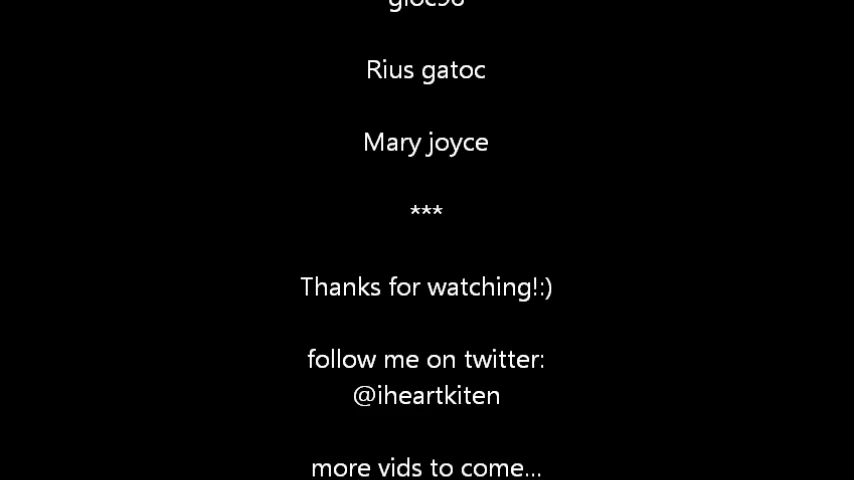 Rius gatoc
Mary joyce
***
Thanks for watching!:)
follow me on twitter:
@iheartkiten
more vids to come...